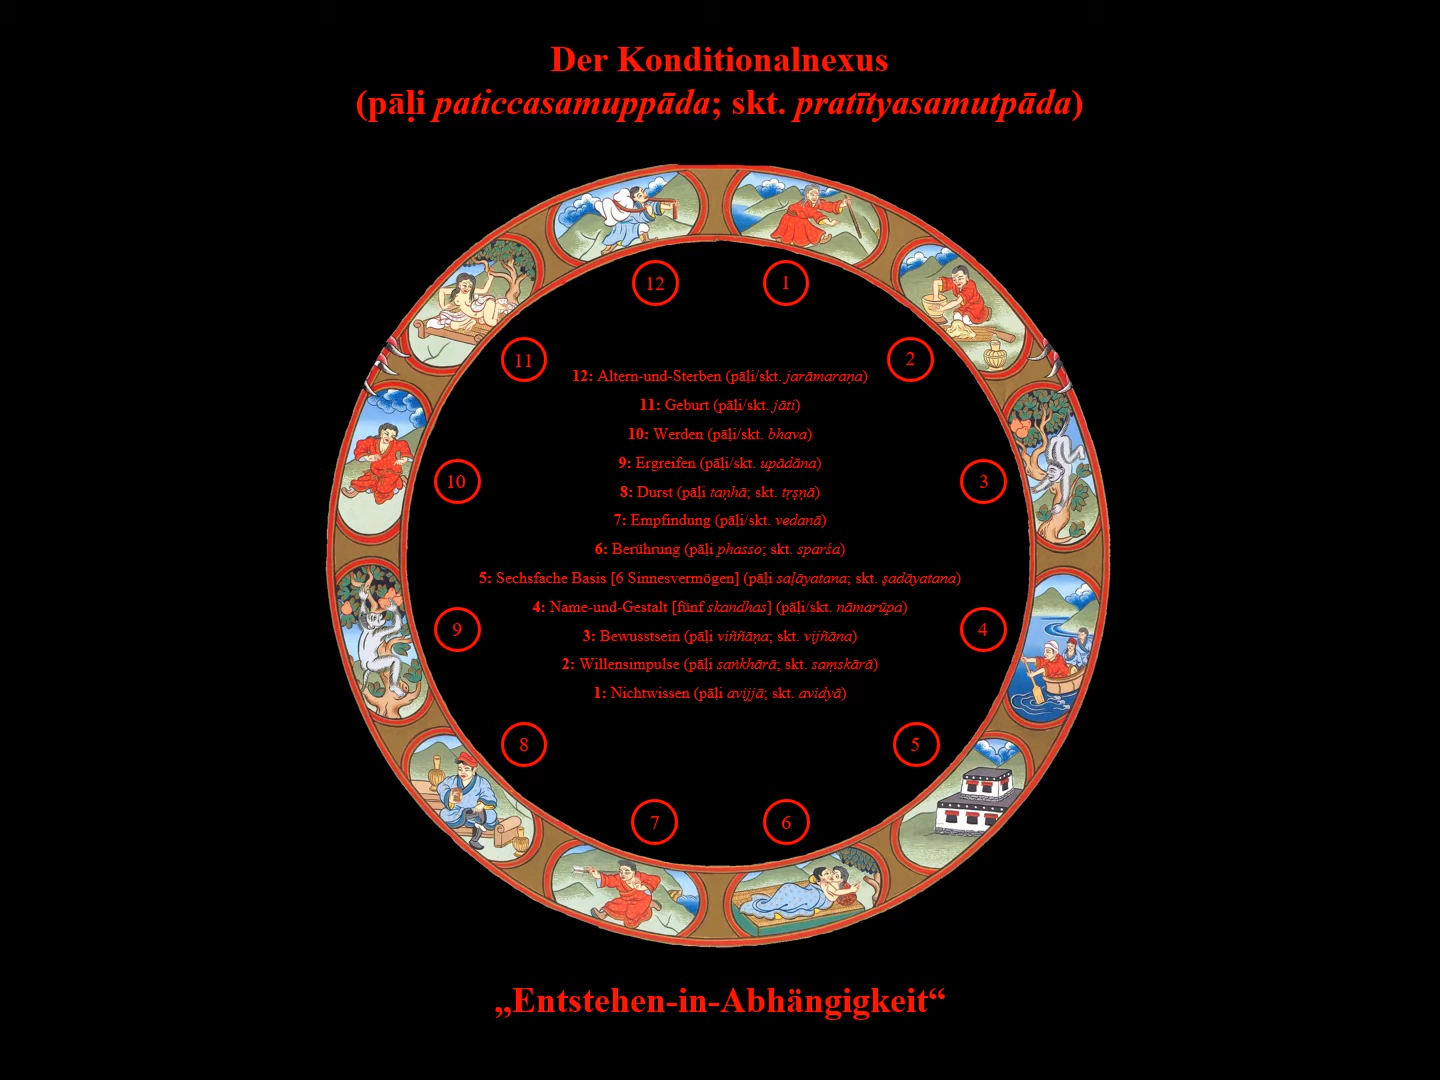 Der Konditionalnexus
(pāḷi paticcasamuppāda; skt. pratītyasamutpāda)
12
1
11
2
12: Altern-und-Sterben (pāḷi/skt. jarāmaraṇa)
11: Geburt (pāḷi/skt. jāti)
10: Werden (pāḷi/skt. bhava)
9: Ergreifen (pāḷi/skt. upādāna)
10
3
8: Durst (pāḷi taṇhā; skt. tṛṣṇā)
7: Empfindung (pāḷi/skt. vedanā)
6: Berührung (pāḷi phasso; skt. sparśa)
5: Sechsfache Basis [6 Sinnesvermögen] (pāḷi saḷāyatana; skt. ṣadāyatana)
4: Name-und-Gestalt [fünf skandhas] (pāḷi/skt. nāmarūpa)
9
4
3: Bewusstsein (pāḷi viññāṇa; skt. vijñāna)
2: Willensimpulse (pāḷi saṅkhārā; skt. saṃskārā)
1: Nichtwissen (pāḷi avijjā; skt. avidyā)
8
5
7
6
„Entstehen-in-Abhängigkeit“